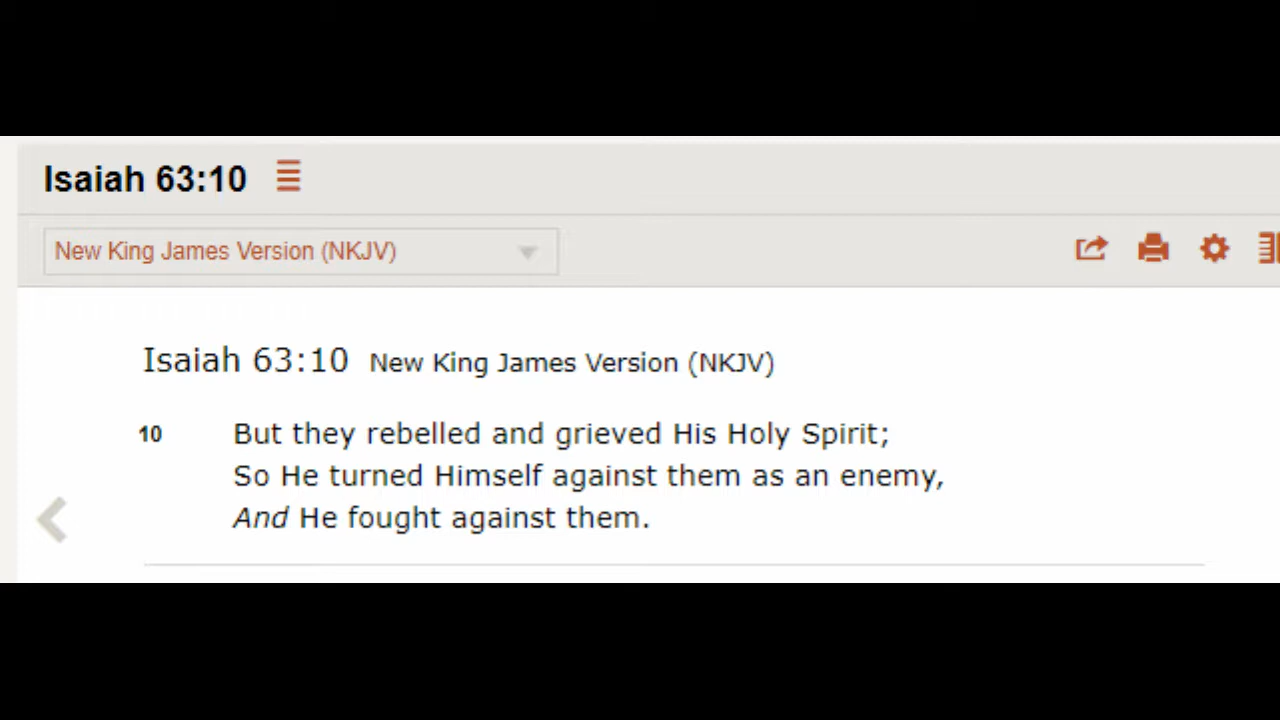 Isaiah 63:10
New King James Version (NKJV)
Isaiah 63:10 New King James Version (NKJV)
10 But they rebelled and grieved His Holy Spirit;
So He turned Himself against them as an enemy,
And He fought against them.